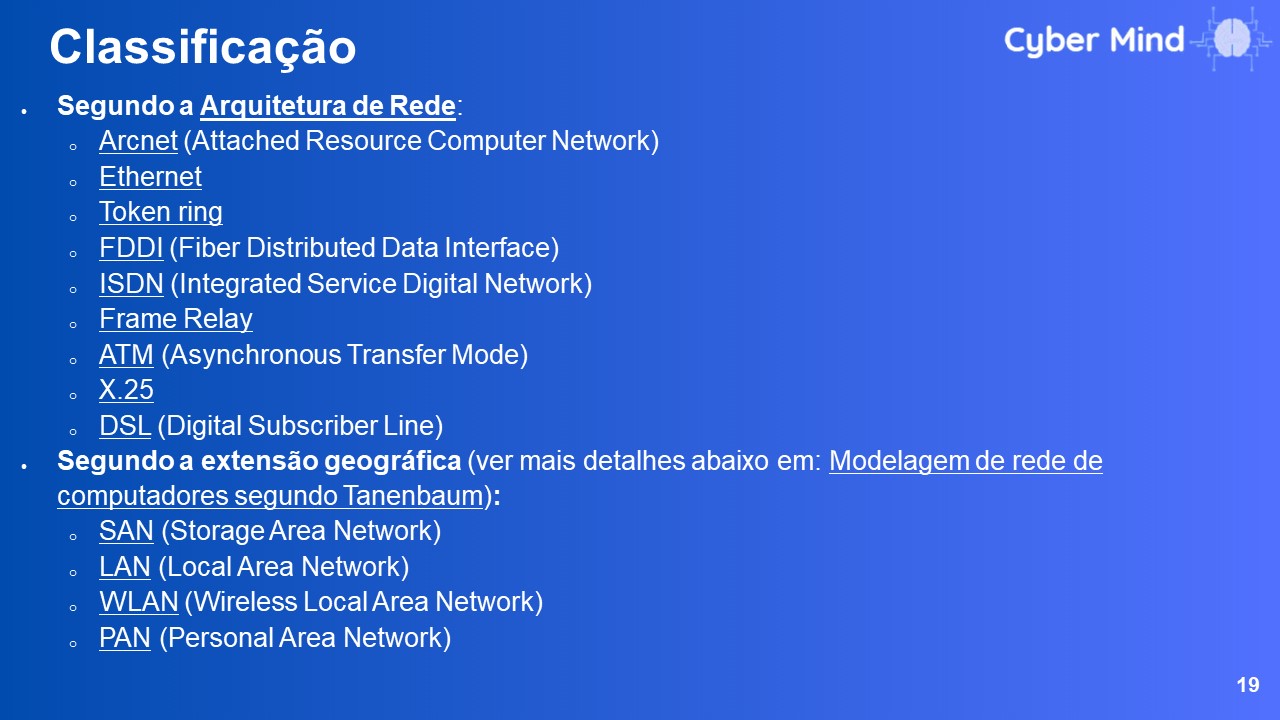 Classificação
Cyber Mind
• Segundo a Arquitetura de Rede:
o Arcnet (Attached Resource Computer Network)
o Ethernet
o Token ring
o FDDI (Fiber Distributed Data Interface)
o ISDN (Integrated Service Digital Network)
o Frame Relay
o ATM (Asynchronous Transfer Mode)
o X.25
o DSL (Digital Subscriber Line)
• Segundo a extensão geográfica (ver mais detalhes abaixo em: Modelagem de rede de
computadores segundo Tanenbaum):
o SAN (Storage Area Network)
o LAN (Local Area Network)
o WLAN (Wireless Local Area Network)
o PAN (Personal Area Network)
19